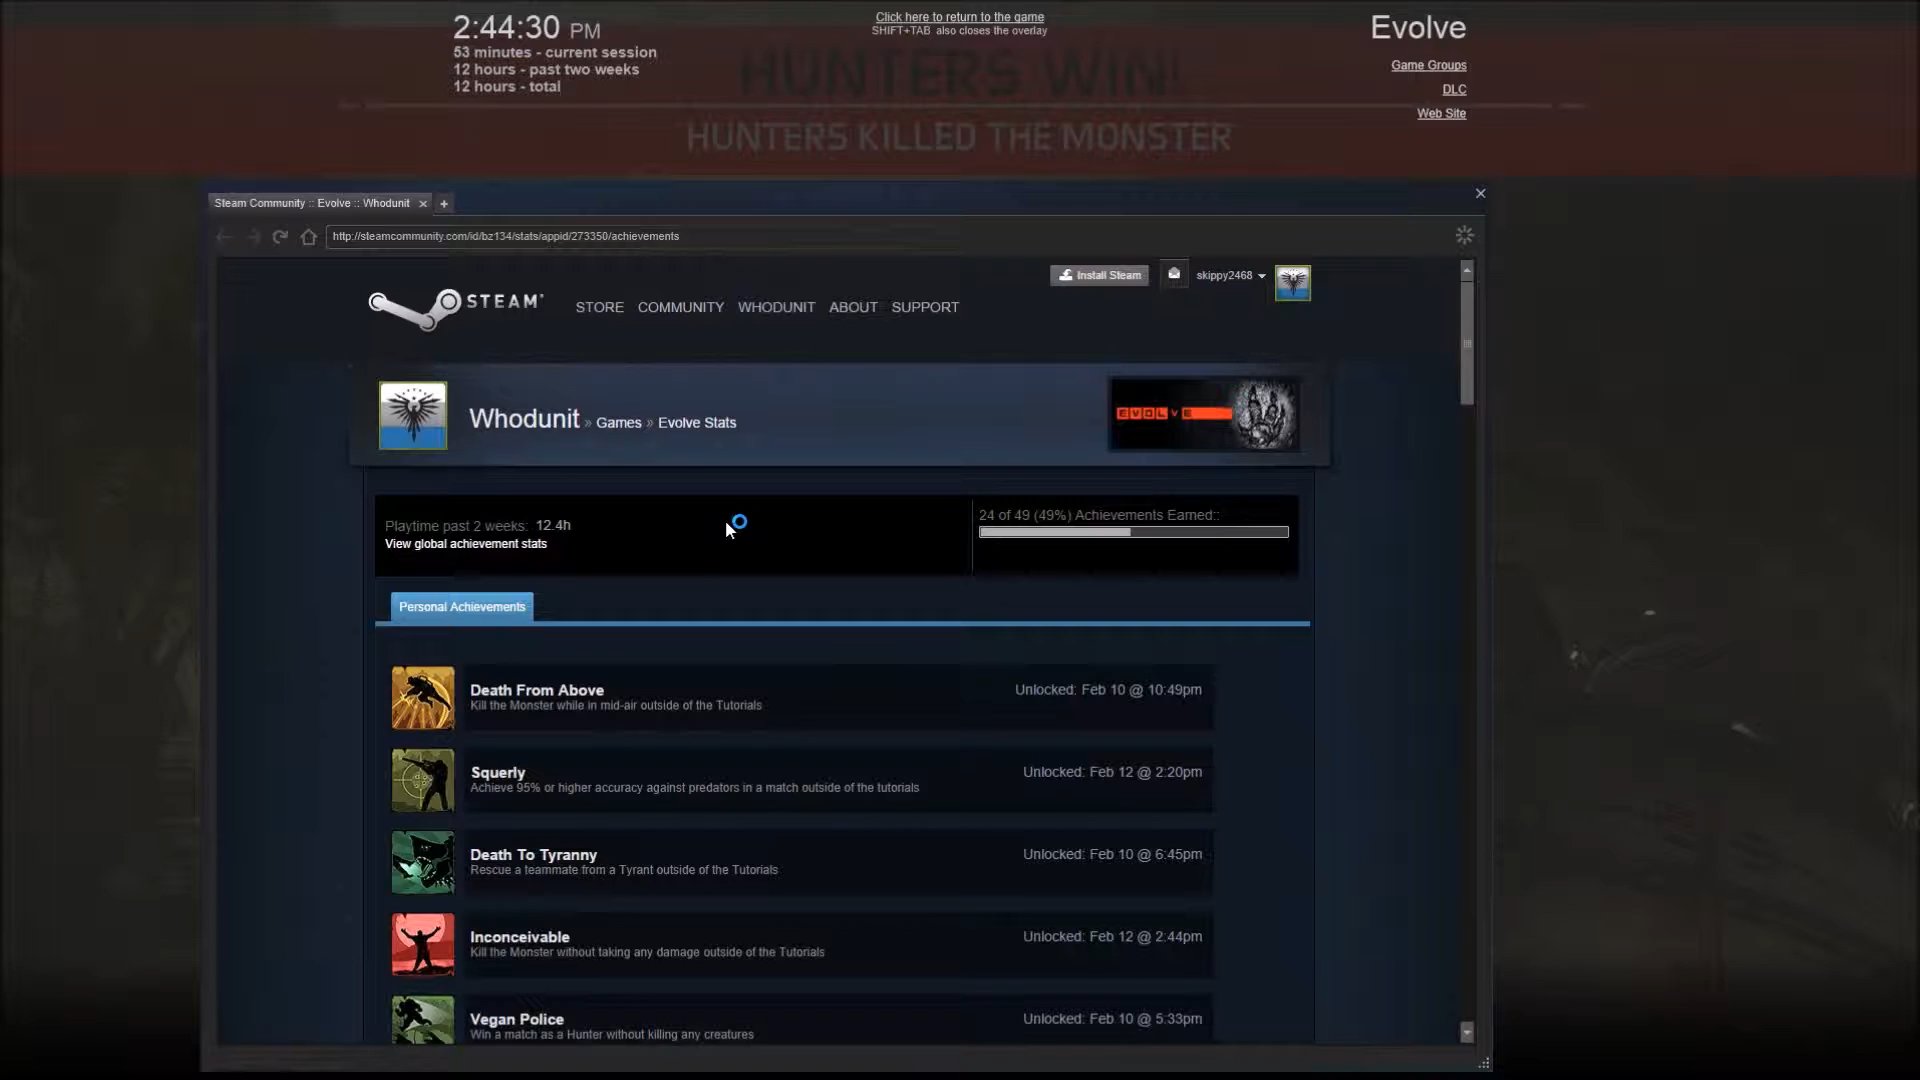 2:44:30 PM
53 minutes - current session
12 hours - past two weeks
12 hours - total
Click here to return to the game
SHIFT+TAB also closes the overlay
Evolve
Game Groups
DLC
Web Site
HUNTERS WIN!
HUNTERS KILLED THE MONSTER
Steam Community :: Evolve :: Whodunit
http://steamcommunity.com/id/bz134/stats/appid/273350/achievements
Install Steam
skippy2468
STEAM
STORE COMMUNITY WHODUNIT ABOUT SUPPORT
Whodunit » Games » Evolve Stats
EVOLVE
Playtime past 2 weeks: 12.4h
View global achievement stats
24 of 49 (49%) Achievements Earned::
Personal Achievements
Death From Above
Kill the Monster while in mid-air outside of the Tutorials
Unlocked: Feb 10 @ 10:49pm
Squerly
Achieve 95% or higher accuracy against predators in a match outside of the tutorials
Unlocked: Feb 12 @ 2:20pm
Death To Tyranny
Rescue a teammate from a Tyrant outside of the Tutorials
Unlocked: Feb 10 @ 6:45pm
Inconceivable
Kill the Monster without taking any damage outside of the Tutorials
Unlocked: Feb 12 @ 2:44pm
Vegan Police
Win a match as a Hunter without killing any creatures
Unlocked: Feb 10 @ 5:33pm